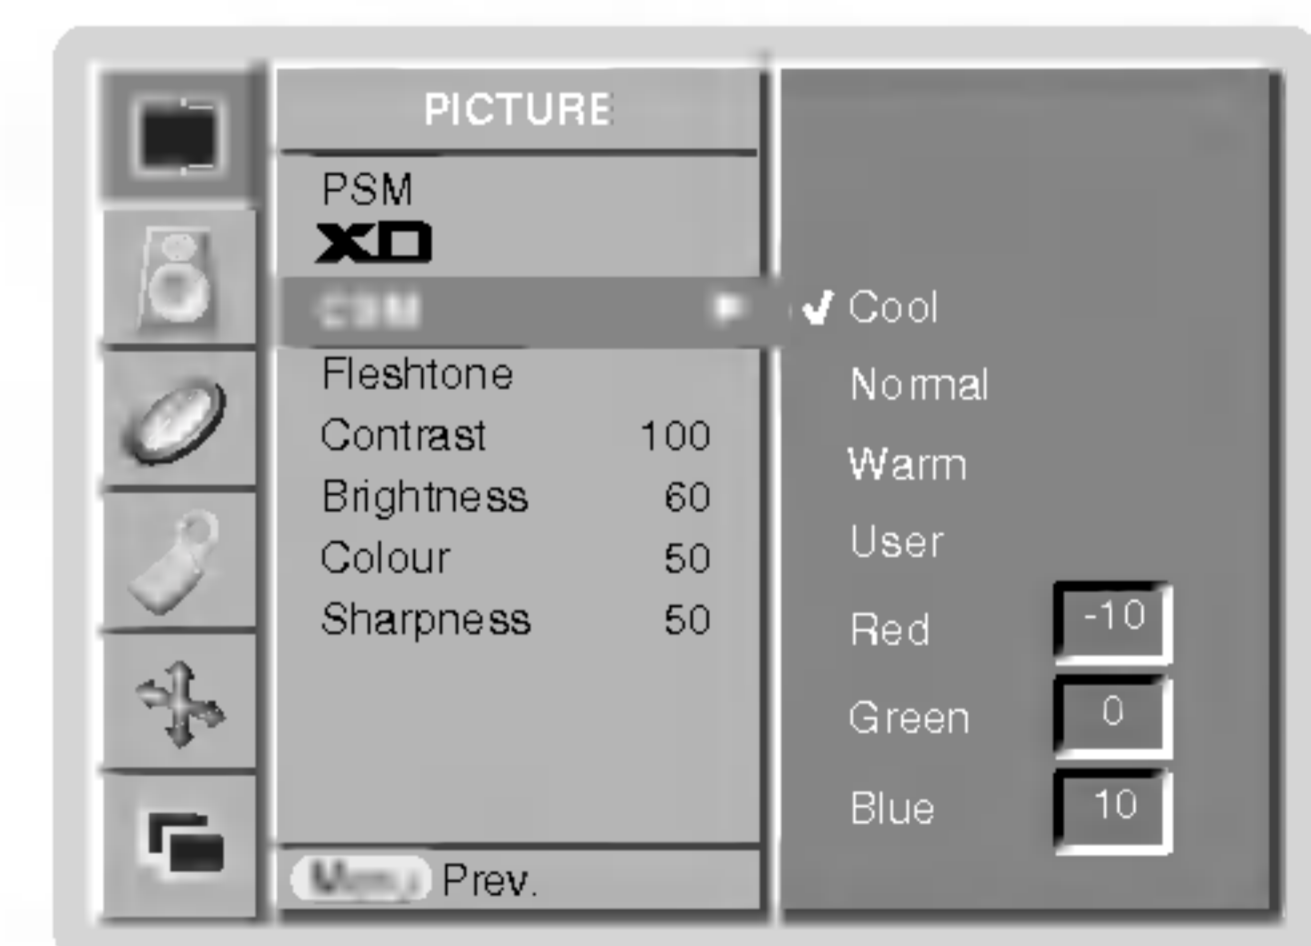 PICTURE
PSM
XD
Fleshtone
Contrast 100
Brightness 60
Colour 50
Sharpness 50
Prev.
Cool
Normal
Warm
User
Red -10
Green 0
Blue 10